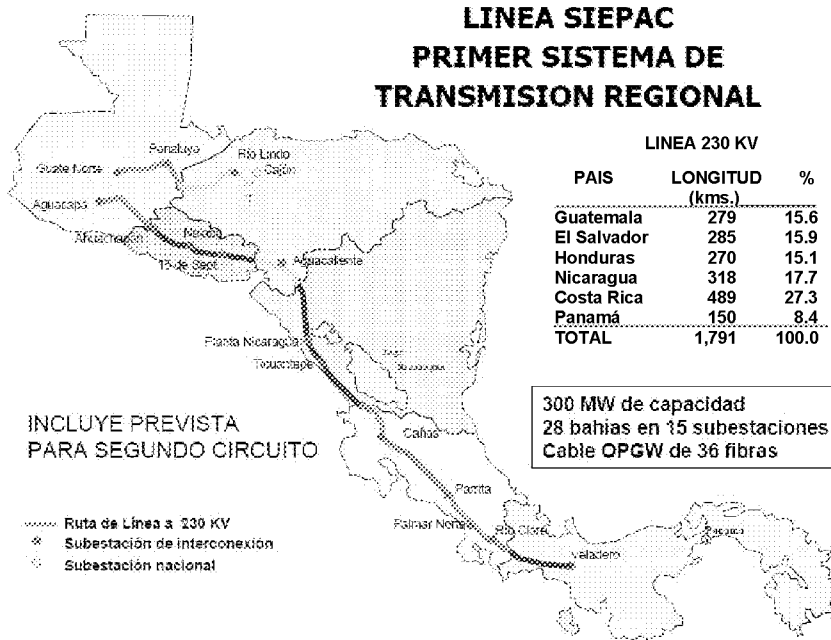 LINEA SIEPAC
PRIMER SISTEMA DE
TRANSMISION REGIONAL
LINEA 230 KV
PAIS LONGITUD %
(kms.)
Guatemala 279 15.6
El Salvador 285 15.9
Honduras 270 15.1
Nicaragua 318 17.7
Costa Rica 489 27.3
Panamá 150 8.4
TOTAL 1,791 100.0
300 MW de capacidad
28 bahias en 15 subestaciones
Cable OPGW de 36 fibras
Panaluya
Guate Norte
Río Lindo
Cajón
Aguacapa
Ahuachapán
Nejapa
15 de Sept.
Aguacaliente
Planta Nicaragua
Ticuantepe
Cañas
Parrita
Palmar Norte
Río Claro
Veladero
Panamá
INCLUYE PREVISTA
PARA SEGUNDO CIRCUITO
Ruta de Línea a 230 KV
Subestación de interconexión
Subestación nacional